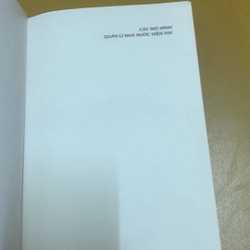 CÁC MÔ HÌNH
QUẢN LÍ NHÀ NƯỚC HIỆN ĐẠI